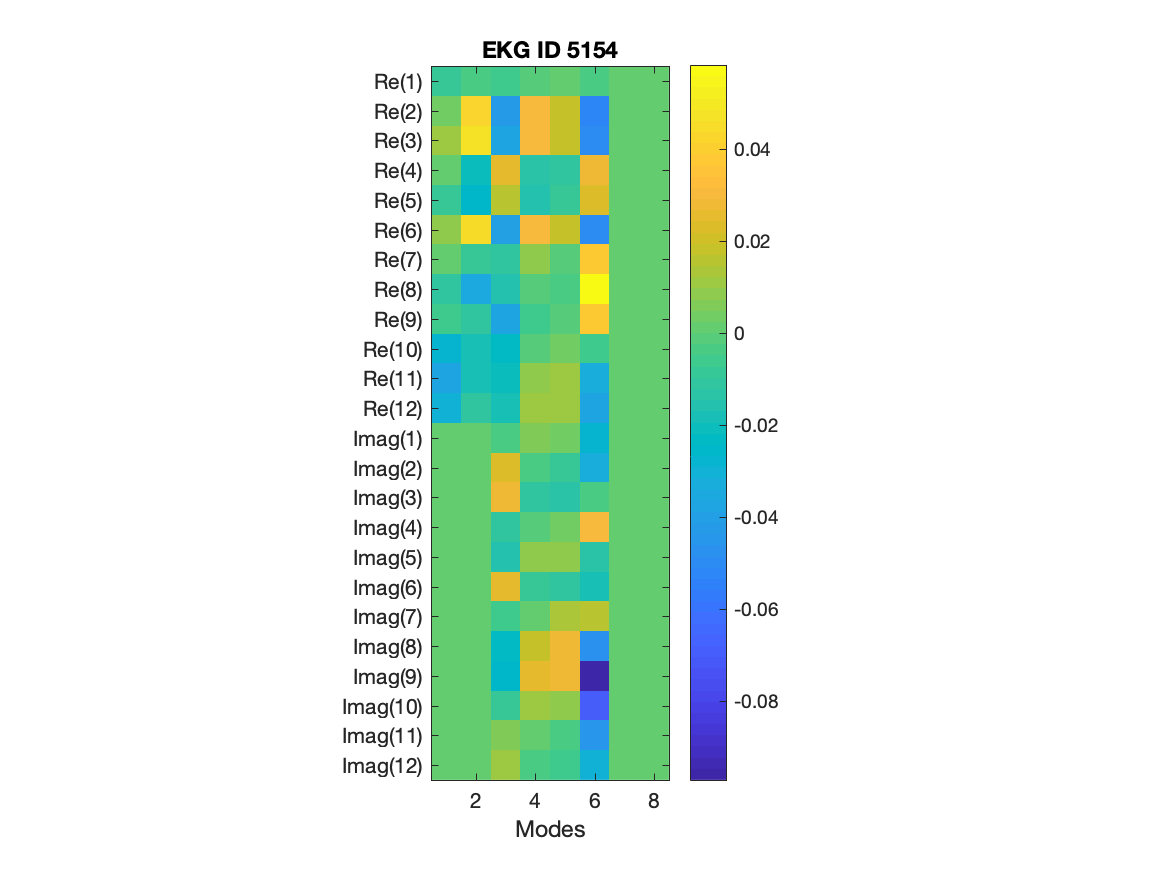 EKG ID 5154
Re(1)
Re(2)
Re(3)
Re(4)
Re(5)
Re(6)
Re(7)
Re(8)
Re(9)
Re(10)
Re(11)
Re(12)
Imag(1)
Imag(2)
Imag(3)
Imag(4)
Imag(5)
Imag(6)
Imag(7)
Imag(8)
Imag(9)
Imag(10)
Imag(11)
Imag(12)
2 4 6 8
Modes
0.04
0.02
0
-0.02
-0.04
-0.06
-0.08